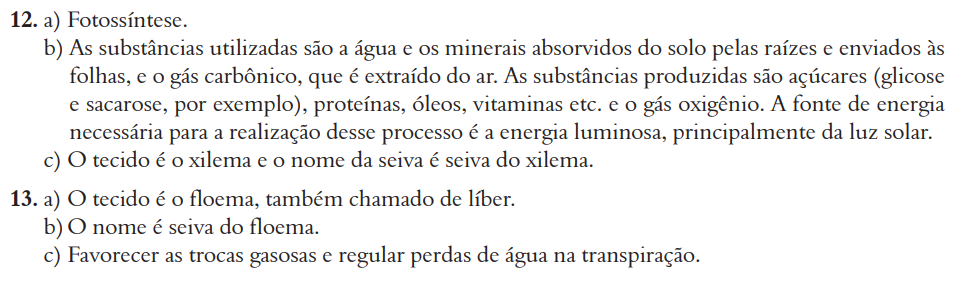 12. a) Fotossíntese.
b) As substâncias utilizadas são a água e os minerais absorvidos do solo pelas raízes e enviados às
folhas, e o gás carbônico, que é extraído do ar. As substâncias produzidas são açúcares (glicose
e sacarose, por exemplo), proteínas, óleos, vitaminas etc. e o gás oxigênio. A fonte de energia
necessária para a realização desse processo é a energia luminosa, principalmente da luz solar.
c) O tecido é o xilema e o nome da seiva é seiva do xilema.
13. a) O tecido é o floema, também chamado de líber.
b) O nome é seiva do floema.
c) Favorecer as trocas gasosas e regular perdas de água na transpiração.